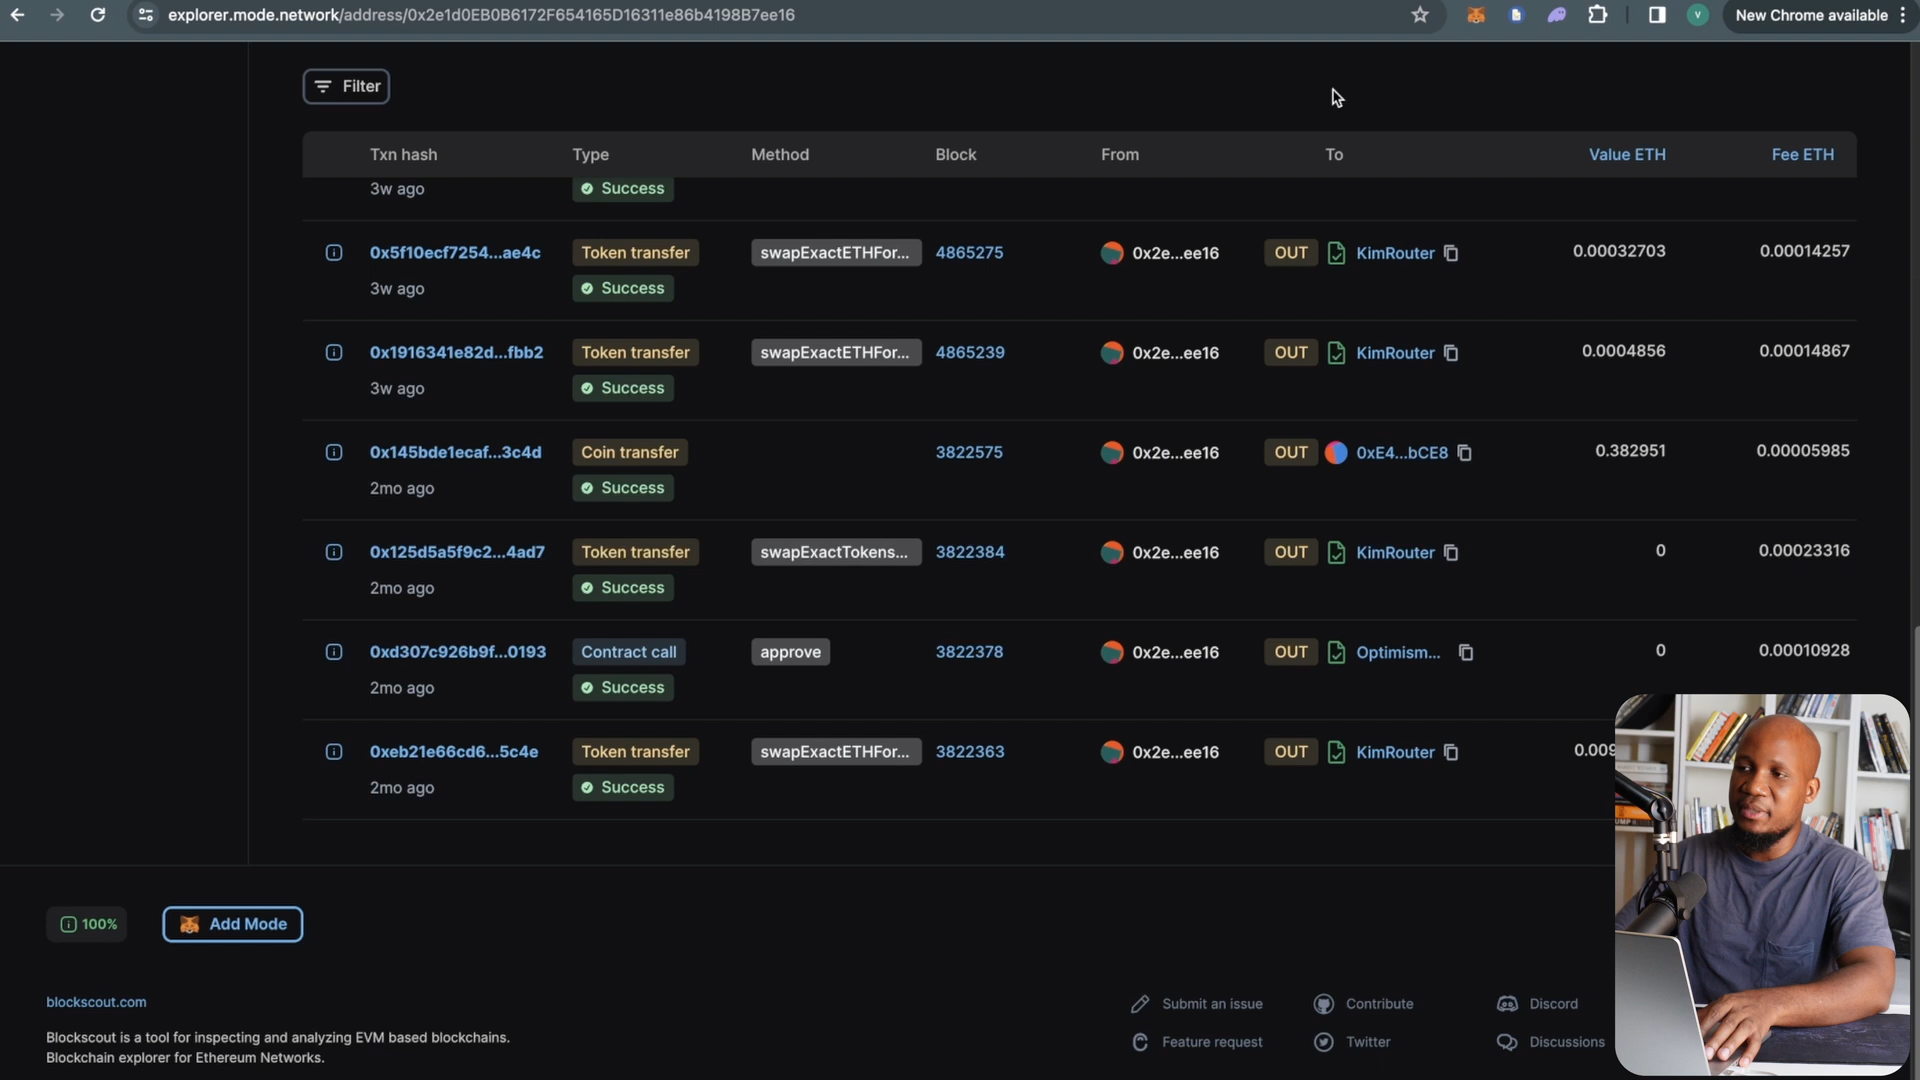 explorer.mode.network/address/0x2e1d0EB0B6172F654165D16311e86b4198B7ee16
V
New Chrome available
Filter
Txn hash Type Method Block From To Value ETH Fee ETH
3w ago Success
0x5f10ecf7254...ae4c Token transfer swapExactETHFor... 4865275 0x2e...ee16 OUT KimRouter 0.00032703 0.00014257
3w ago Success
0x1916341e82d...fbb2 Token transfer swapExactETHFor... 4865239 0x2e...ee16 OUT KimRouter 0.0004856 0.00014867
3w ago Success
0x145bde1ecaf...3c4d Coin transfer 3822575 0x2e...ee16 OUT 0xE4...bCE8 0.382951 0.00005985
2mo ago Success
0x125d5a5f9c2...4ad7 Token transfer swapExactTokens... 3822384 0x2e...ee16 OUT KimRouter 0 0.00023316
2mo ago Success
0xd307c926b9f...0193 Contract call approve 3822378 0x2e...ee16 OUT Optimism... 0 0.00010928
2mo ago Success
0xeb21e66cd6...5c4e Token transfer swapExactETHFor... 3822363 0x2e...ee16 OUT KimRouter 0.009
2mo ago Success
100% Add Mode
blockscout.com
Submit an issue Contribute Discord
Blockscout is a tool for inspecting and analyzing EVM based blockchains.
Feature request Twitter Discussions
Blockchain explorer for Ethereum Networks.